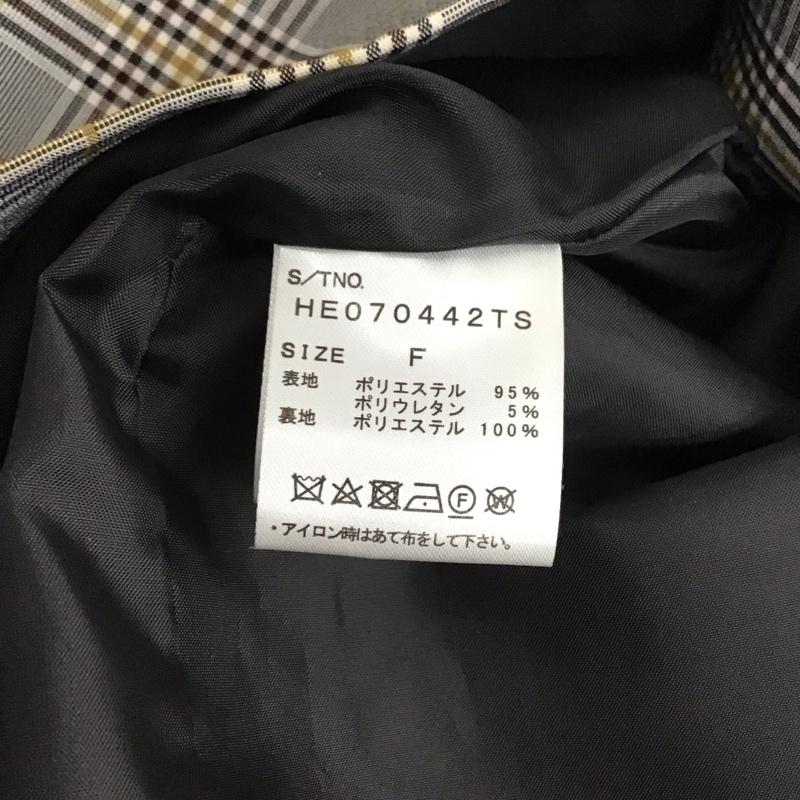 S/TNO.
HE070442TS
SIZE F
表地 ポリエステル 95%
ポリウレタン 5%
裏地 ポリエステル 100%
F W
・アイロン時はあて布をして下さい。